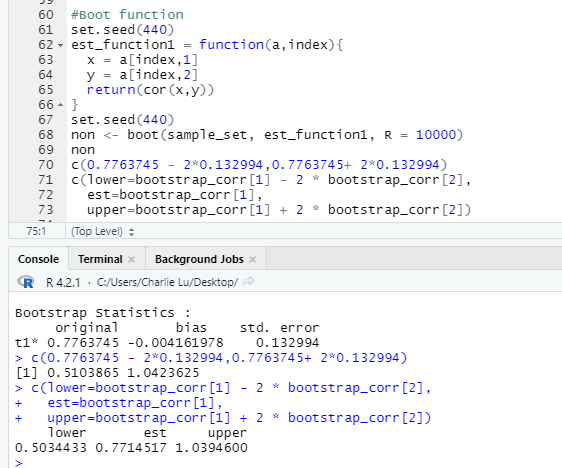 60 #Boot function
61 set.seed(440)
62 est_function1 = function(a,index){
63 x = a[index,1]
64 y = a[index,2]
65 return(cor(x,y))
66 }
67 set.seed(440)
68 non <- boot(sample_set, est_function1, R = 10000)
69 non
70 c(0.7763745 - 2*0.132994,0.7763745+ 2*0.132994)
71 c(lower=bootstrap_corr[1] - 2 * bootstrap_corr[2],
72 est=bootstrap_corr[1],
73 upper=bootstrap_corr[1] + 2 * bootstrap_corr[2])
75:1 (Top Level)
Console Terminal Background Jobs
R R 4.2.1 · C:/Users/Charlie Lu/Desktop/
Bootstrap Statistics :
original bias std. error
t1* 0.7763745 -0.004161978 0.132994
> c(0.7763745 - 2*0.132994,0.7763745+ 2*0.132994)
[1] 0.5103865 1.0423625
> c(lower=bootstrap_corr[1] - 2 * bootstrap_corr[2],
+ est=bootstrap_corr[1],
+ upper=bootstrap_corr[1] + 2 * bootstrap_corr[2])
lower est upper
0.5034433 0.7714517 1.0394600
>